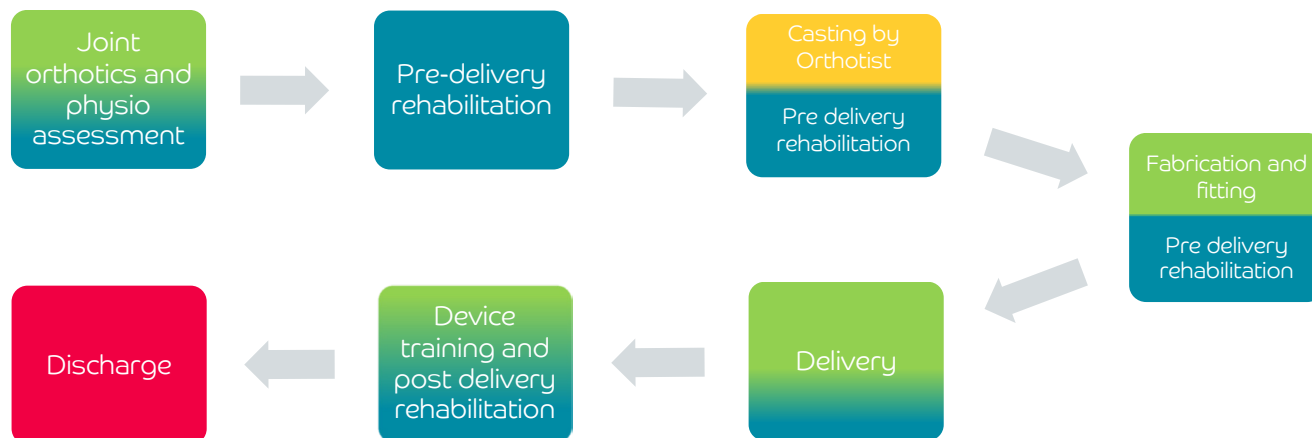 Joint
orthotics and
physio
assessment
Pre-delivery
rehabilitation
Casting by
Orthotist
Pre delivery
rehabilitation
Fabrication and
fitting
Pre delivery
rehabilitation
Delivery
Device
training and
post delivery
rehabilitation
Discharge